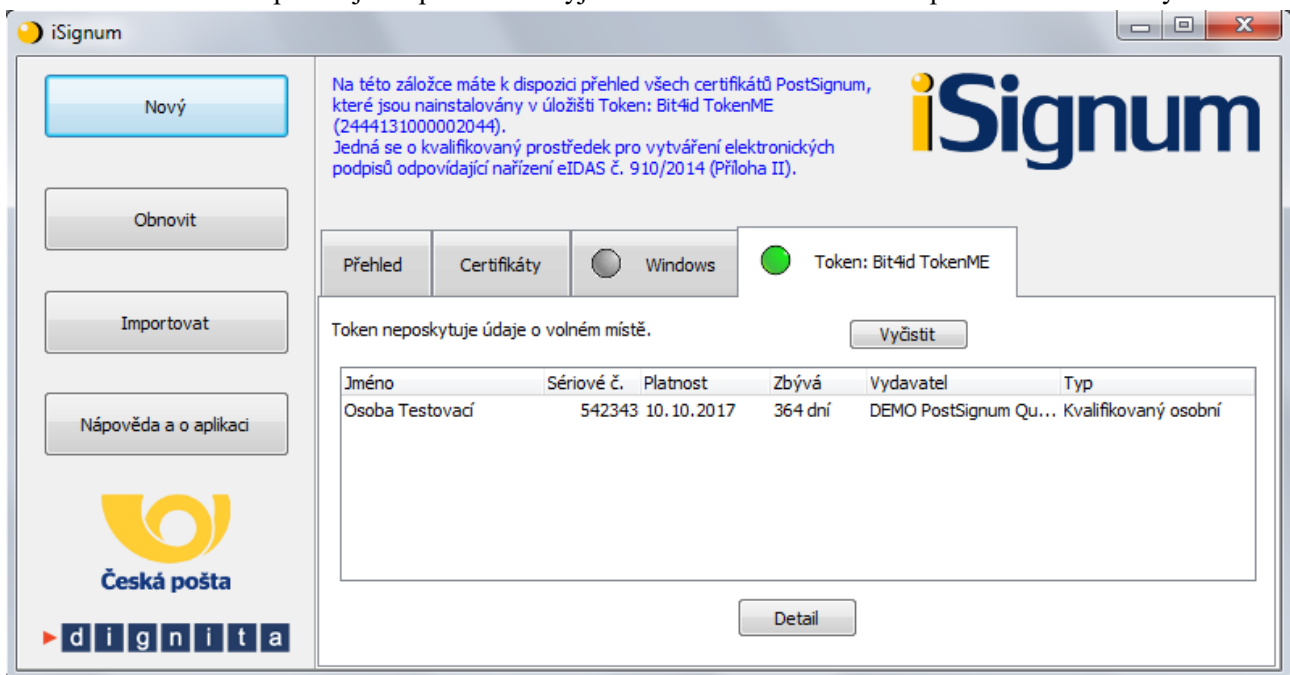 iSignum
Nový
Obnovit
Importovat
Nápověda a o aplikaci
Česká pošta
dignita
Na této záložce máte k dispozici přehled všech certifikátů PostSignum,
které jsou nainstalovány v úložišti Token: Bit4id TokenME
(2444131000002044).
Jedná se o kvalifikovaný prostředek pro vytváření elektronických
podpisů odpovídající nařízení eIDAS č. 910/2014 (Příloha II).
iSignum
Přehled Certifikáty Windows Token: Bit4id TokenME
Token neposkytuje údaje o volném místě. Vyčistit
Jméno Sériové č. Platnost Zbývá Vydavatel Typ
Osoba Testovací 542343 10.10.2017 364 dní DEMO PostSignum Qu... Kvalifikovaný osobní
Detail